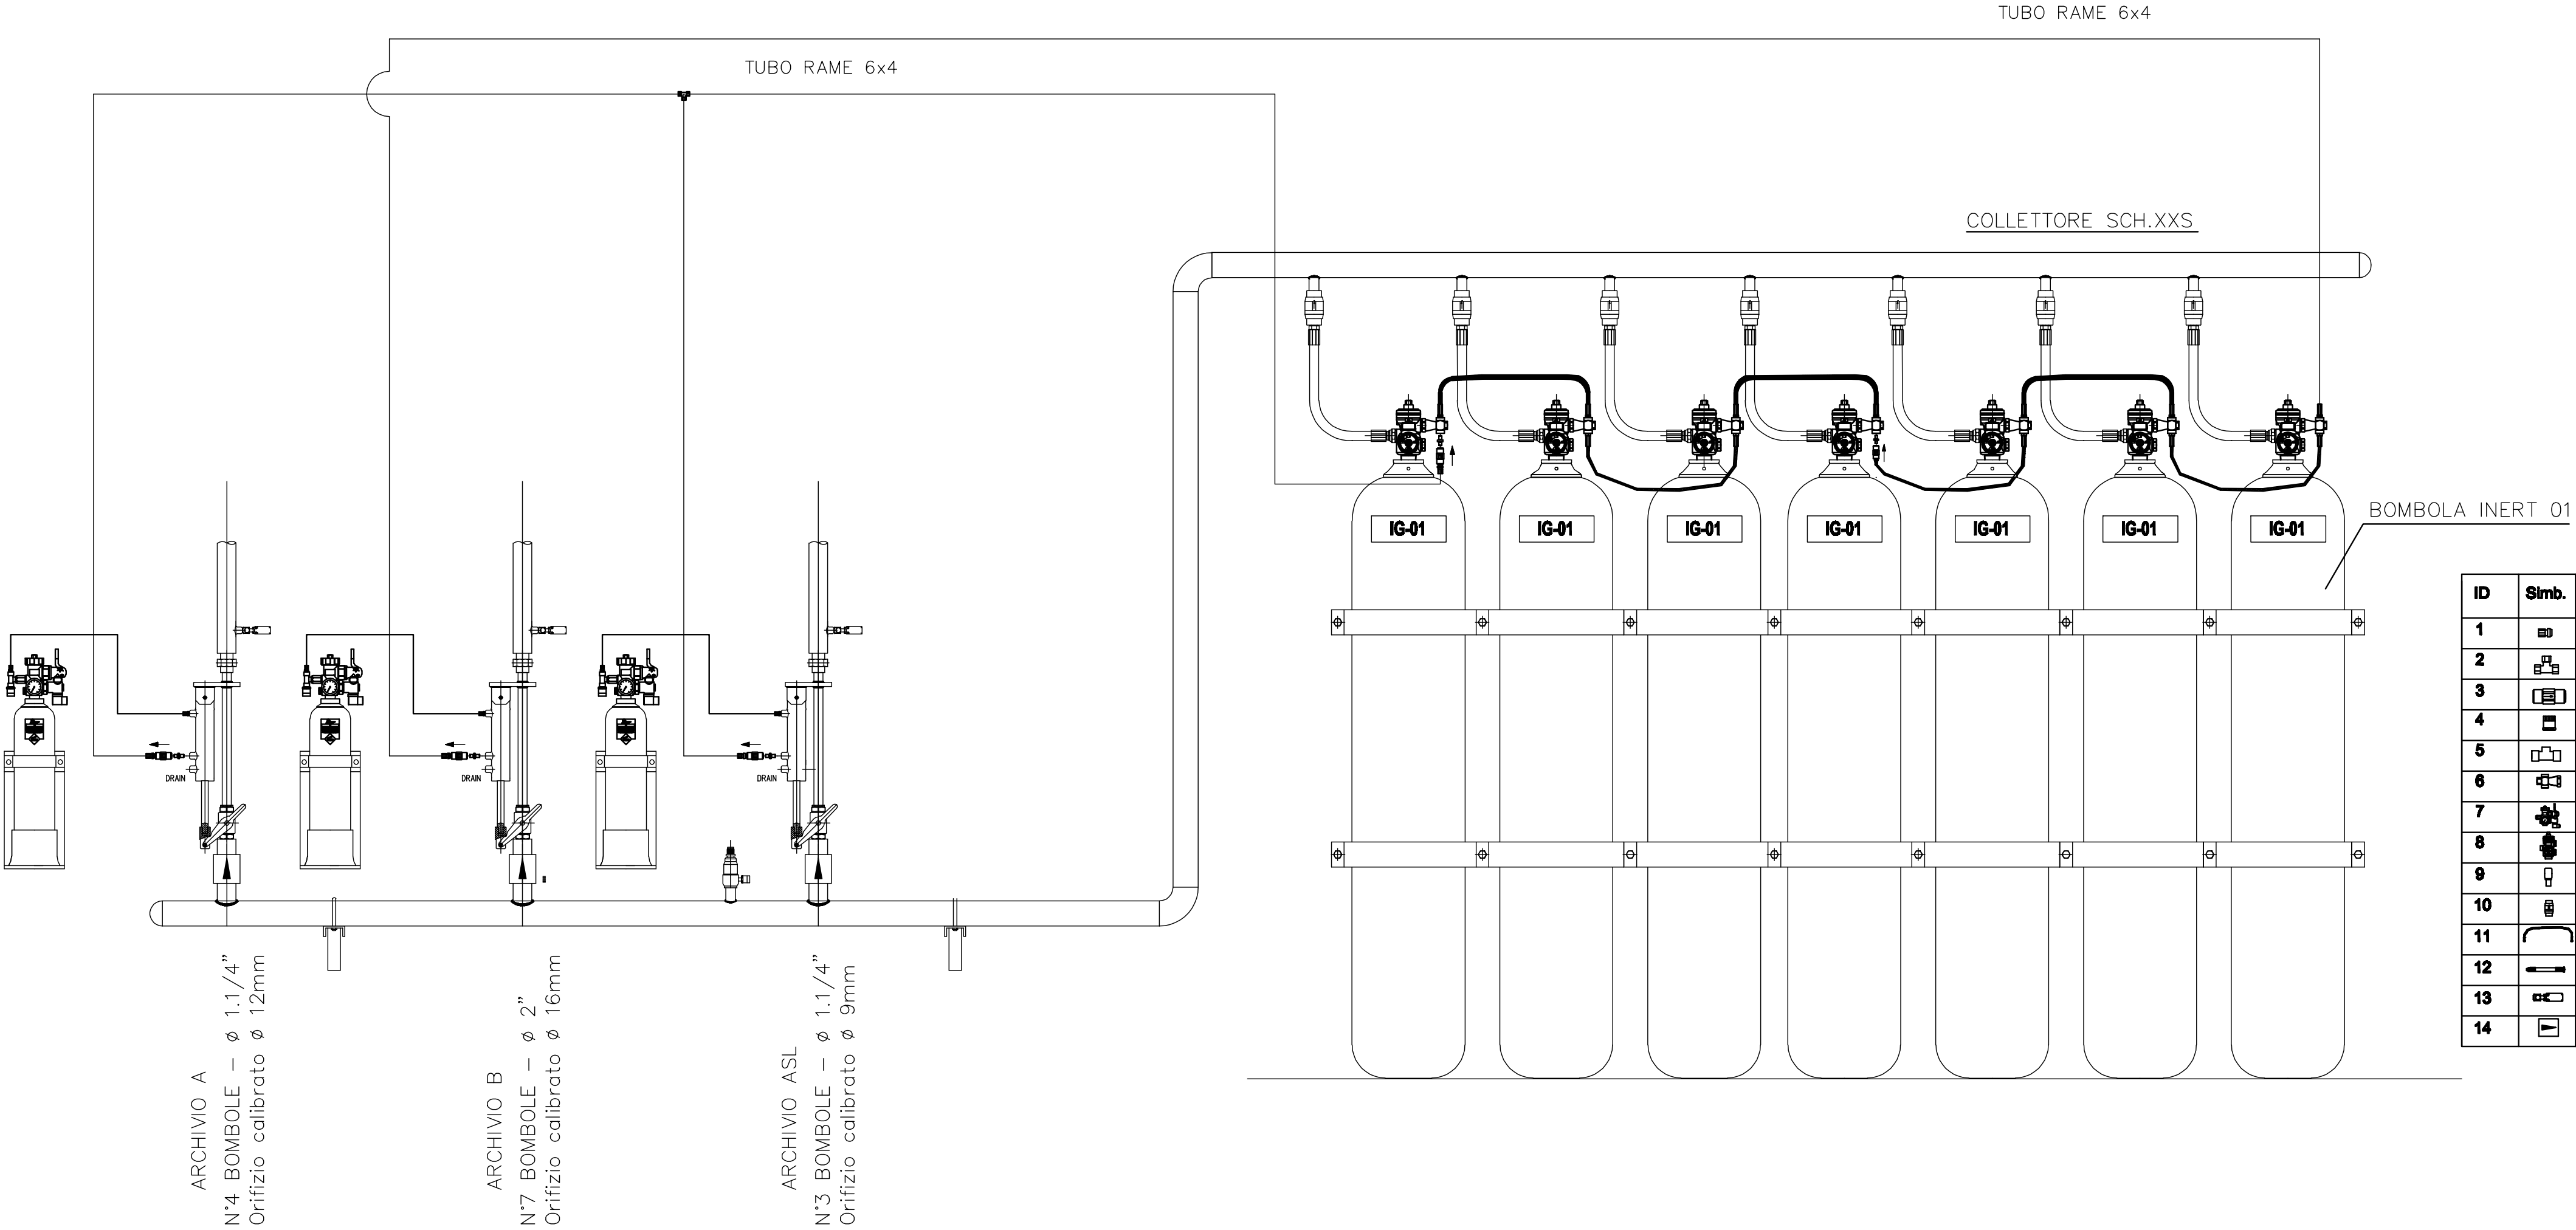 TUBO RAME 6x4
TUBO RAME 6x4
COLLETTORE SCH.XXS
IG-01
IG-01
IG-01
IG-01
IG-01
IG-01
IG-01
BOMBOLA INERT 01
ID Simb.
1
2
3
4
5
6
7
8
9
10
11
12
13
14
DRAIN
DRAIN
DRAIN
ARCHIVIO A
N°4 BOMBOLE - ø 1.1/4"
Orifizio calibrato ø 12mm
ARCHIVIO B
N°7 BOMBOLE - ø 2"
Orifizio calibrato ø 16mm
ARCHIVIO ASL
N°3 BOMBOLE - ø 1.1/4"
Orifizio calibrato ø 9mm